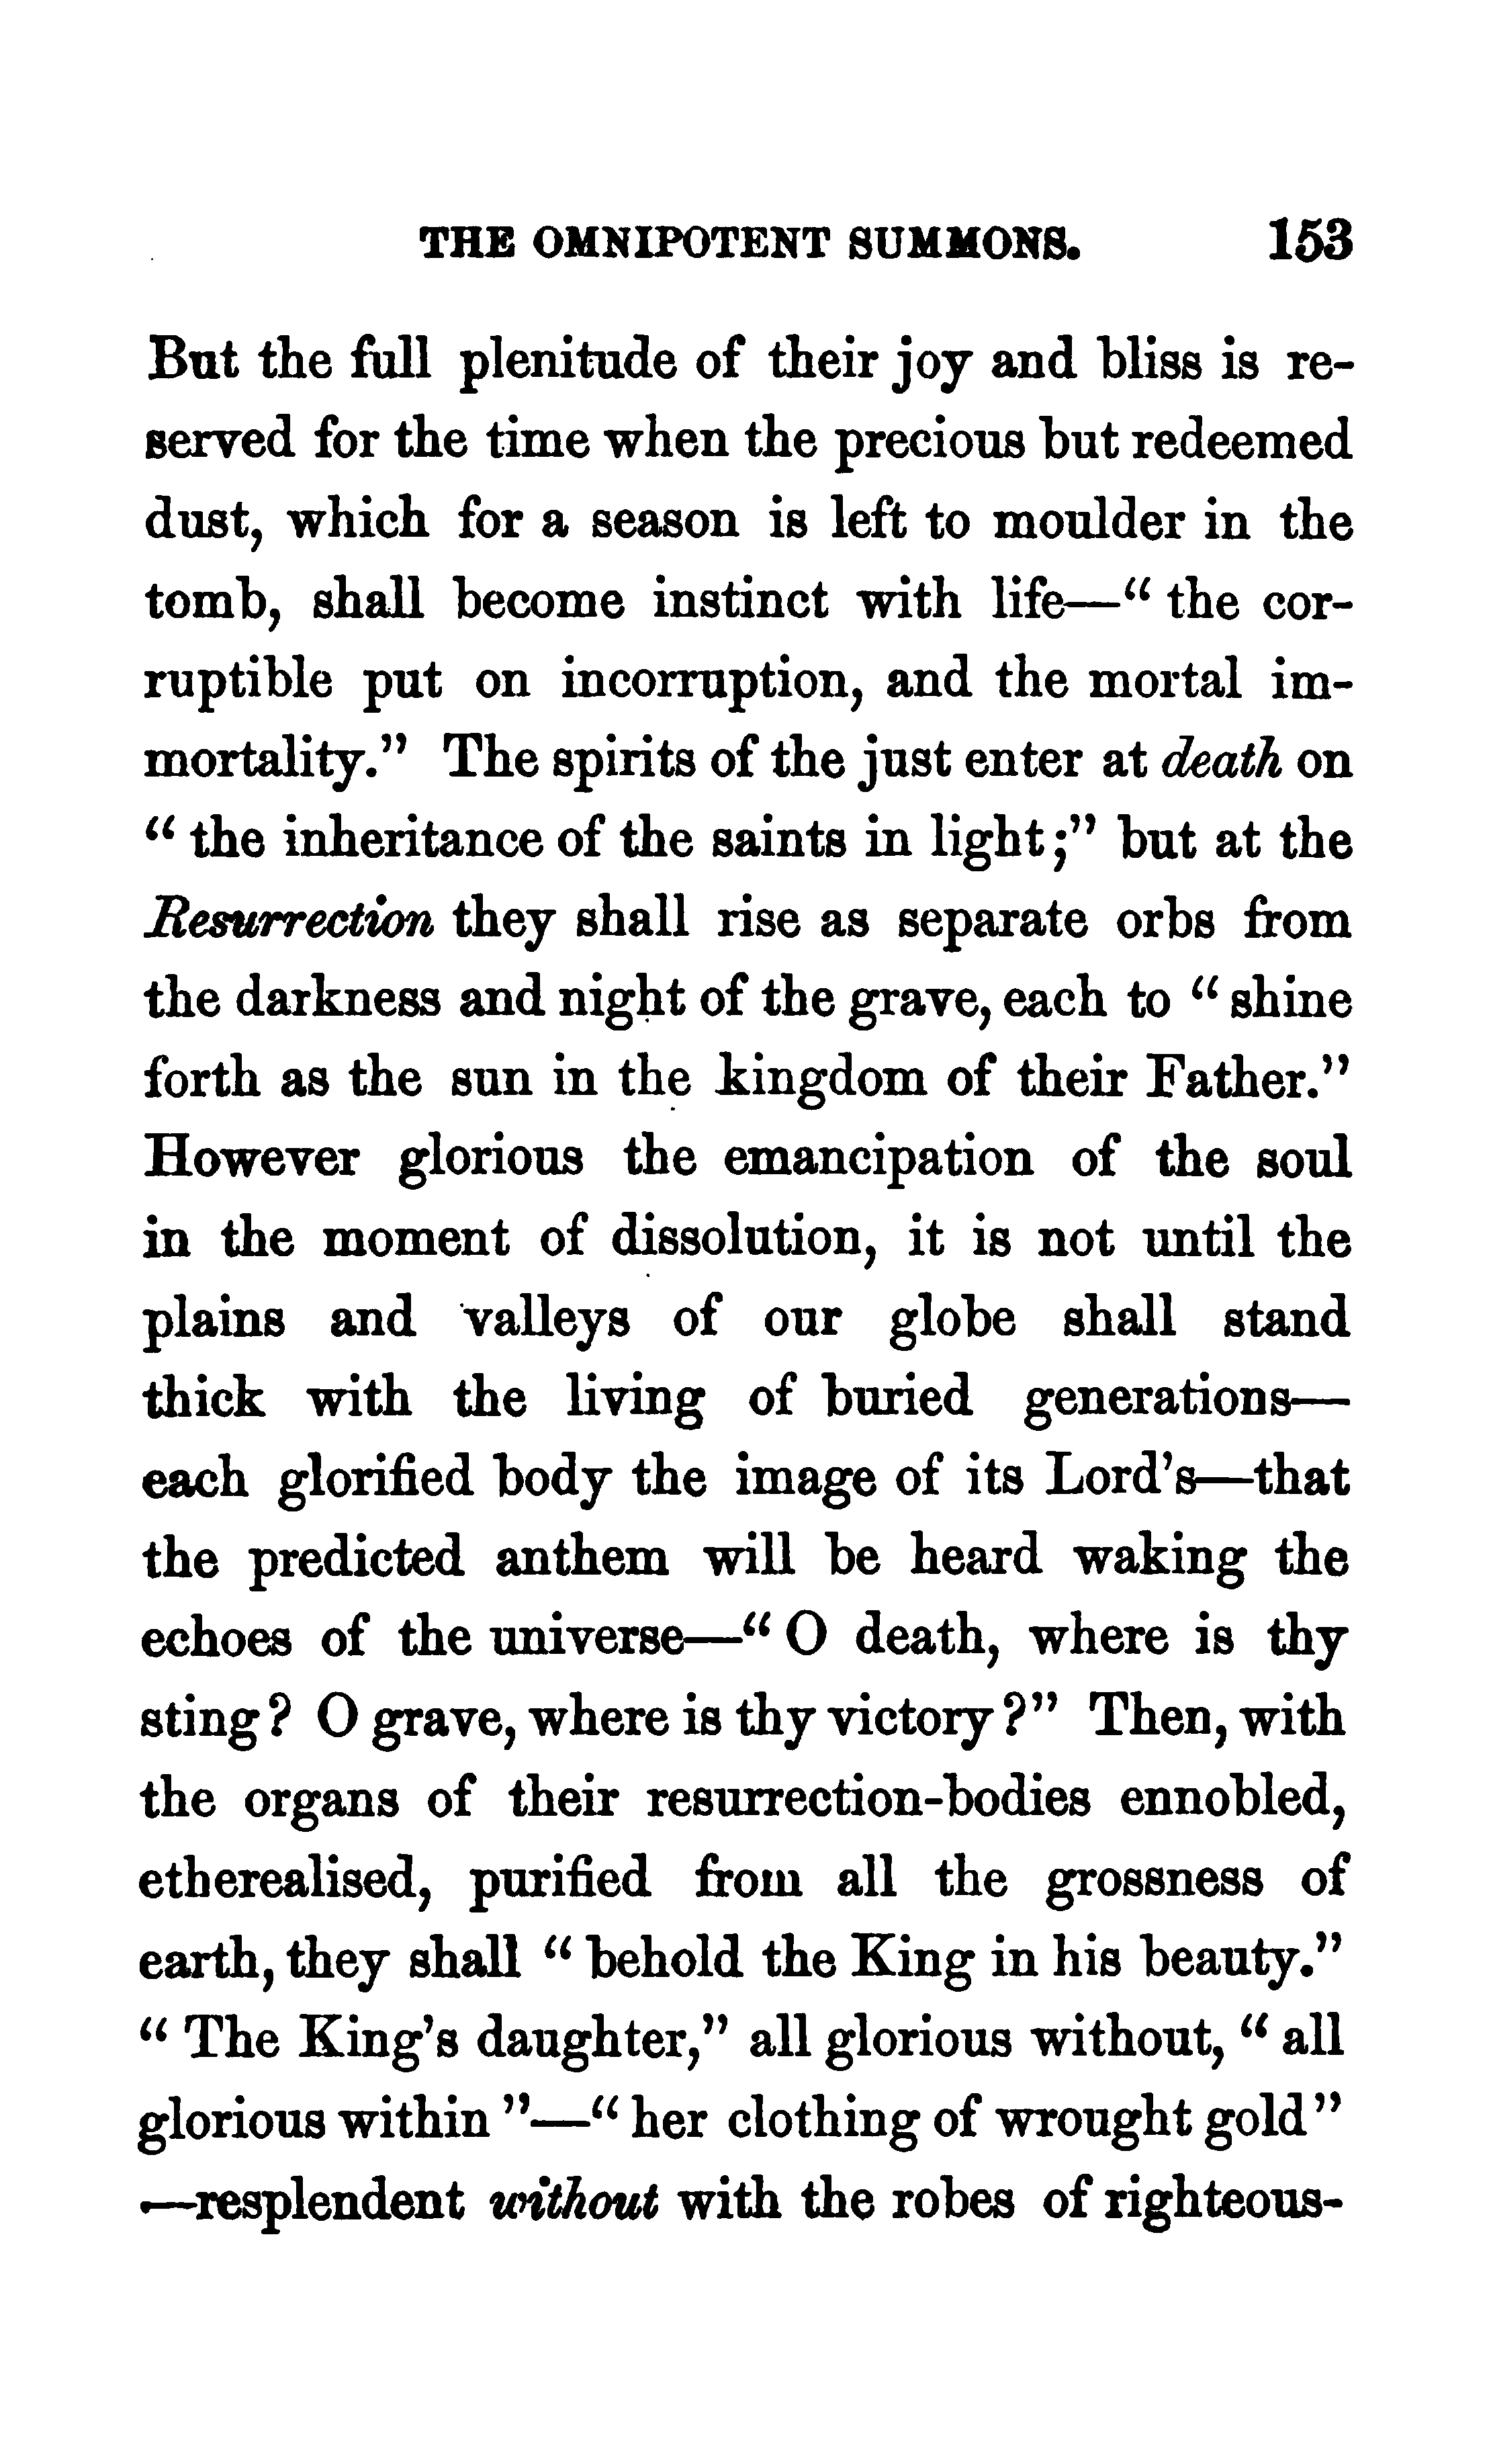 THE OMNIPOTENT SUMMONS. 153
But the full plenitude of their joy and bliss is re-
served for the time when the precious but redeemed
dust, which for a season is left to moulder in the
tomb, shall become instinct with life—“ the cor-
ruptible put on incorruption, and the mortal im-
mortality.” The spirits of the just enter at death on
“ the inheritance of the saints in light;” but at the
Resurrection they shall rise as separate orbs from
the darkness and night of the grave, each to “ shine
forth as the sun in the kingdom of their Father.”
However glorious the emancipation of the soul
in the moment of dissolution, it is not until the
plains and valleys of our globe shall stand
thick with the living of buried generations—
each glorified body the image of its Lord’s—that
the predicted anthem will be heard waking the
echoes of the universe—“ O death, where is thy
sting? O grave, where is thy victory?” Then, with
the organs of their resurrection-bodies ennobled,
etherealised, purified from all the grossness of
earth, they shall “ behold the King in his beauty.”
“ The King’s daughter,” all glorious without, “ all
glorious within ”—“ her clothing of wrought gold”
—resplendent without with the robes of righteous-